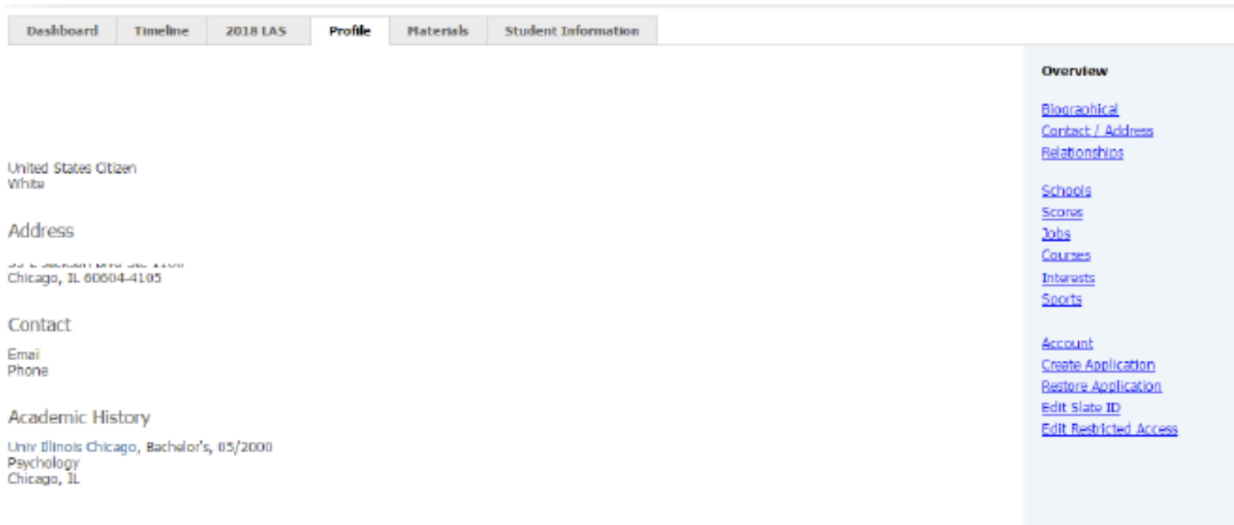 Dashboard Timeline 2018 LAS Profile Materials Student Information
United States Citizen
White
Address
Chicago, IL 60604-4105
Contact
Emai
Phone
Academic History
Univ Illinois Chicago, Bachelor's, 05/2000
Psychology
Chicago, IL
Overview
Biographical
Contact / Address
Relationships
Schools
Scores
Jobs
Courses
Interests
Sports
Account
Create Application
Restore Application
Edit Slate ID
Edit Restricted Access